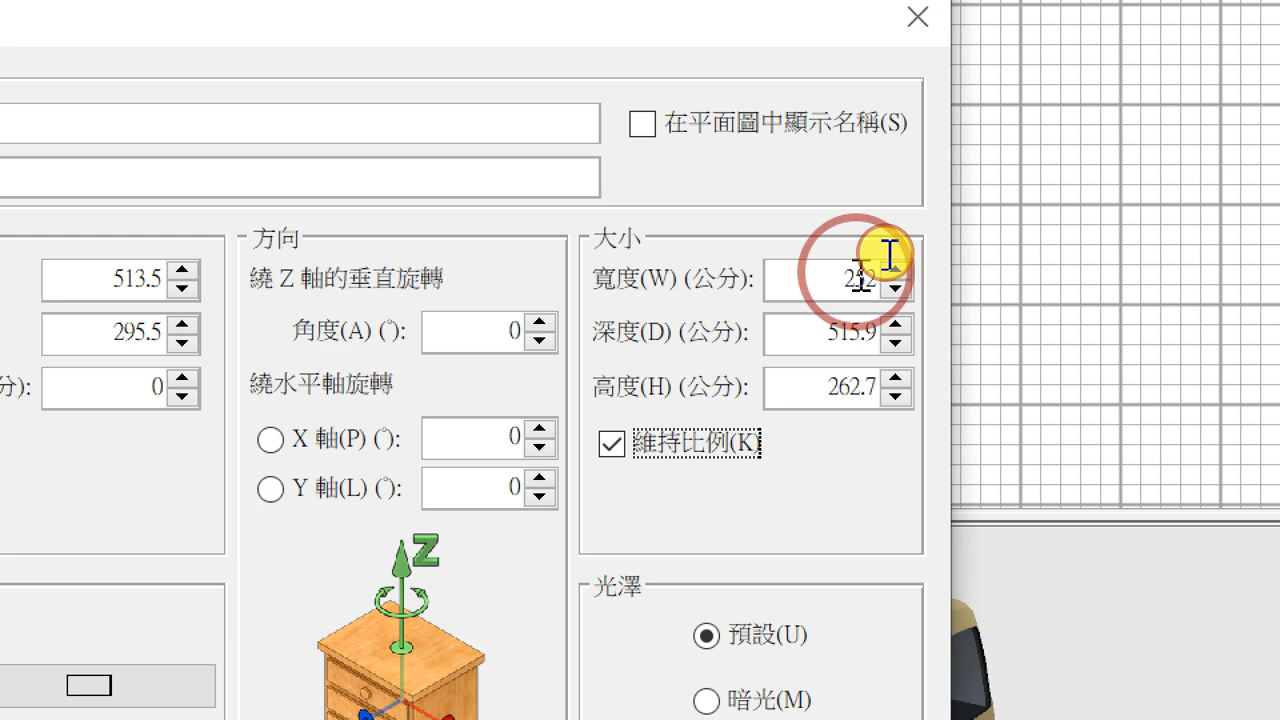 在平面圖中顯示名稱(S)
方向
大小
513.5
繞 Z 軸的垂直旋轉
寬度(W) (公分):
295.5
角度(A) (°):
0
深度(D) (公分):
515.9
分):
0
繞水平軸旋轉
高度(H) (公分):
262.7
X 軸(P) (°):
0
維持比例(K)
Y 軸(L) (°):
0
Z
光澤
預設(U)
暗光(M)